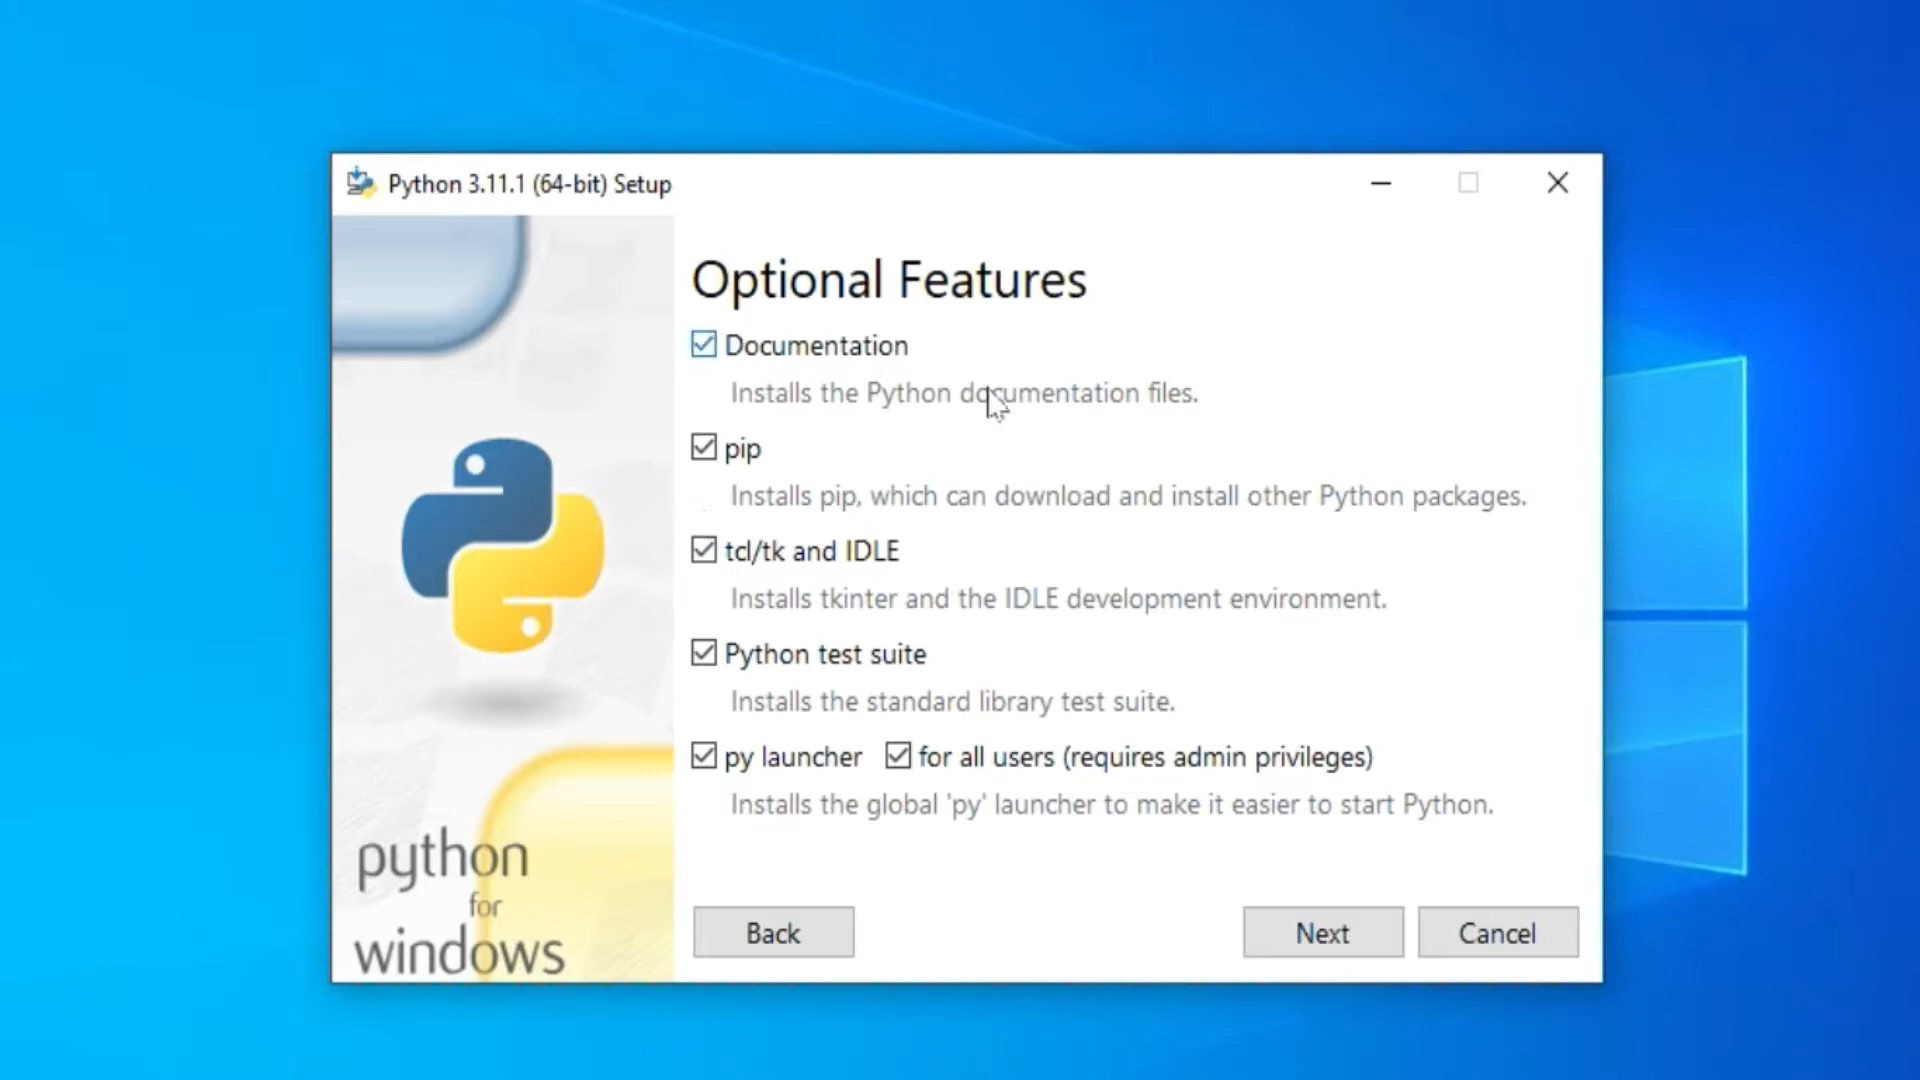 Python 3.11.1 (64-bit) Setup
Optional Features
Documentation
Installs the Python documentation files.
pip
Installs pip, which can download and install other Python packages.
tcl/tk and IDLE
Installs tkinter and the IDLE development environment.
Python test suite
Installs the standard library test suite.
py launcher for all users (requires admin privileges)
Installs the global 'py' launcher to make it easier to start Python.
python
for
windows
Back Next Cancel